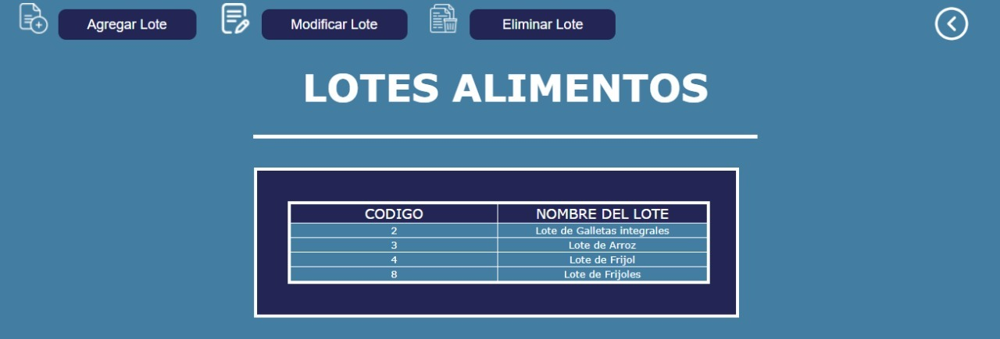 Agregar Lote Modificar Lote Eliminar Lote
LOTES ALIMENTOS
CODIGO NOMBRE DEL LOTE
2 Lote de Galletas integrales
3 Lote de Arroz
4 Lote de Frijol
8 Lote de Frijoles